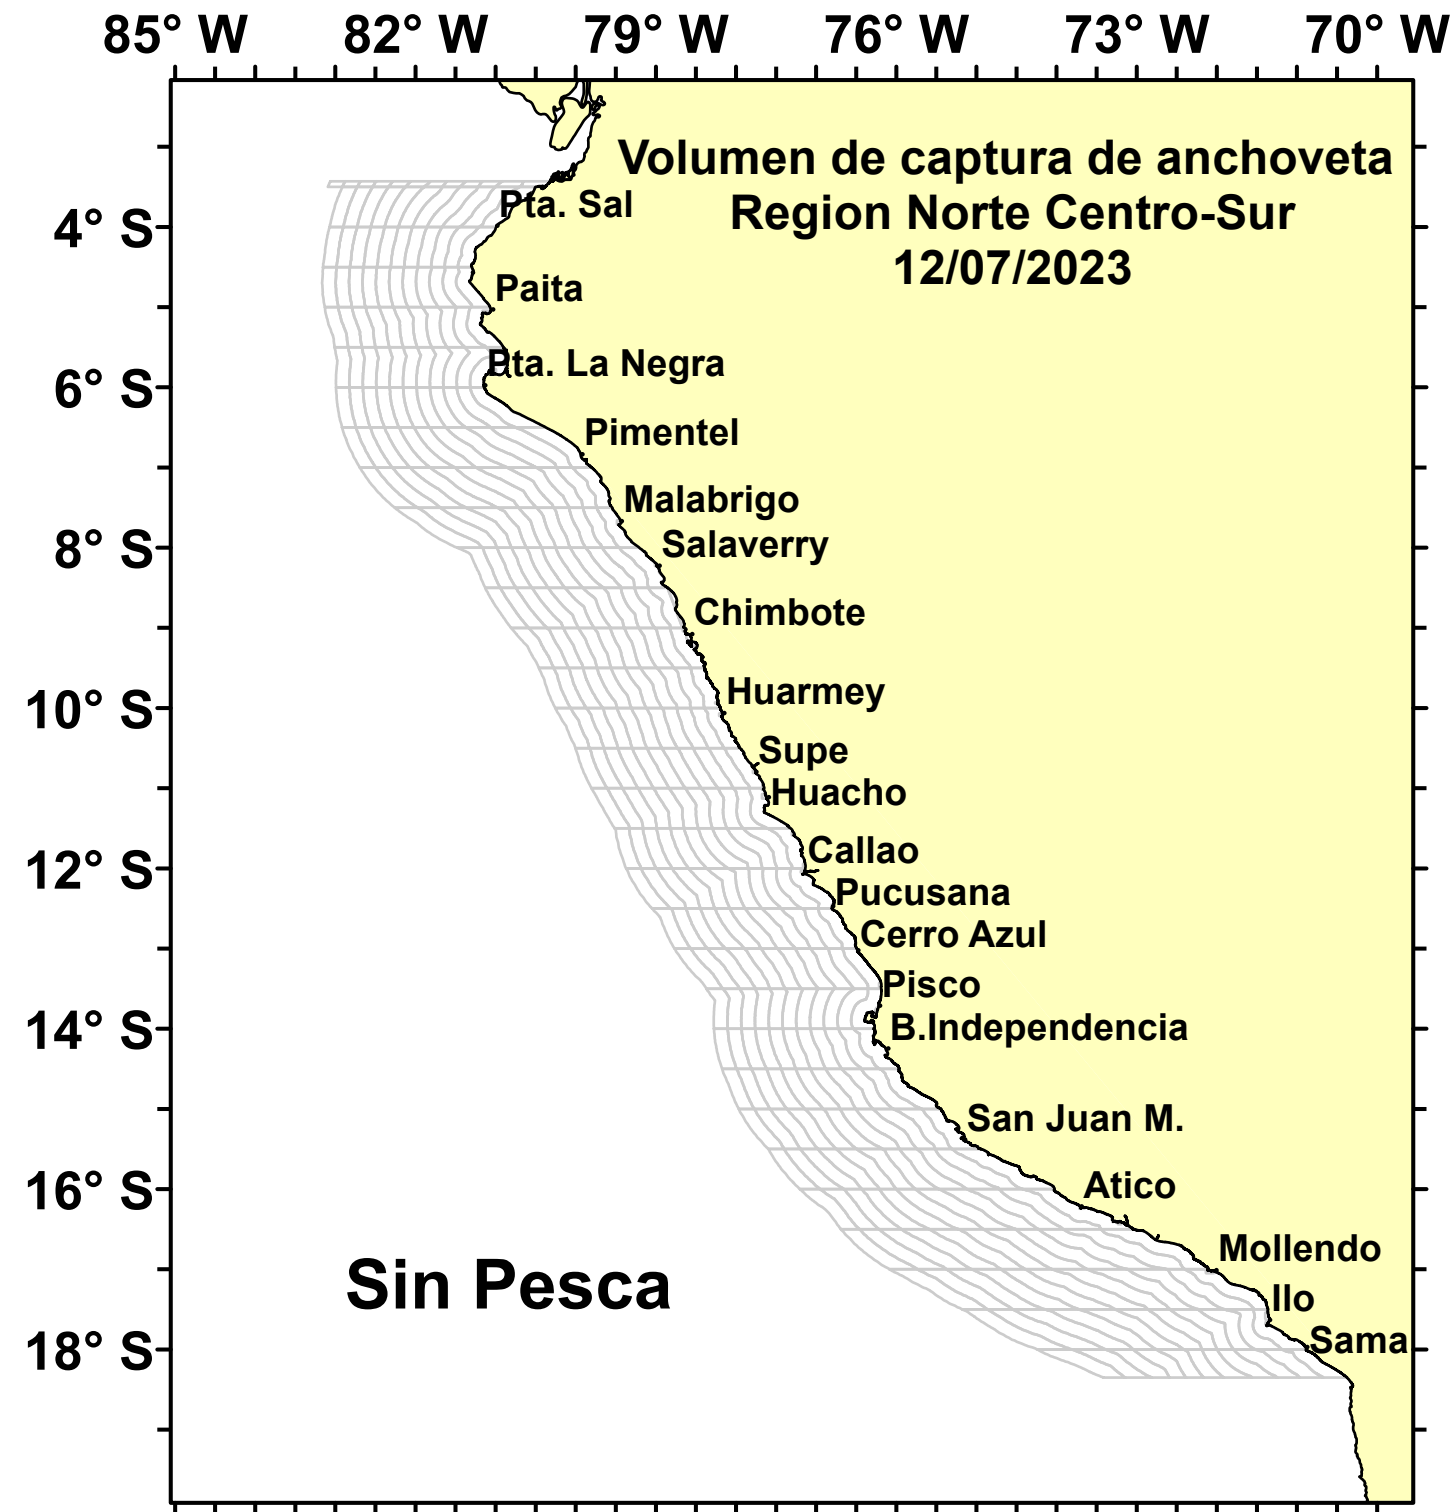 85° W 82° W 79° W 76° W 73° W 70° W
Volumen de captura de anchoveta
Region Norte Centro-Sur
12/07/2023
Pta. Sal
4° S
Paita
Pta. La Negra
6° S
Pimentel
Malabrigo
Salaverry
8° S
Chimbote
Huarmey
10° S
Supe
Huacho
Callao
12° S
Pucusana
Cerro Azul
Pisco
B.Independencia
14° S
San Juan M.
Atico
16° S
Mollendo
Sin Pesca
Ilo
Sama
18° S